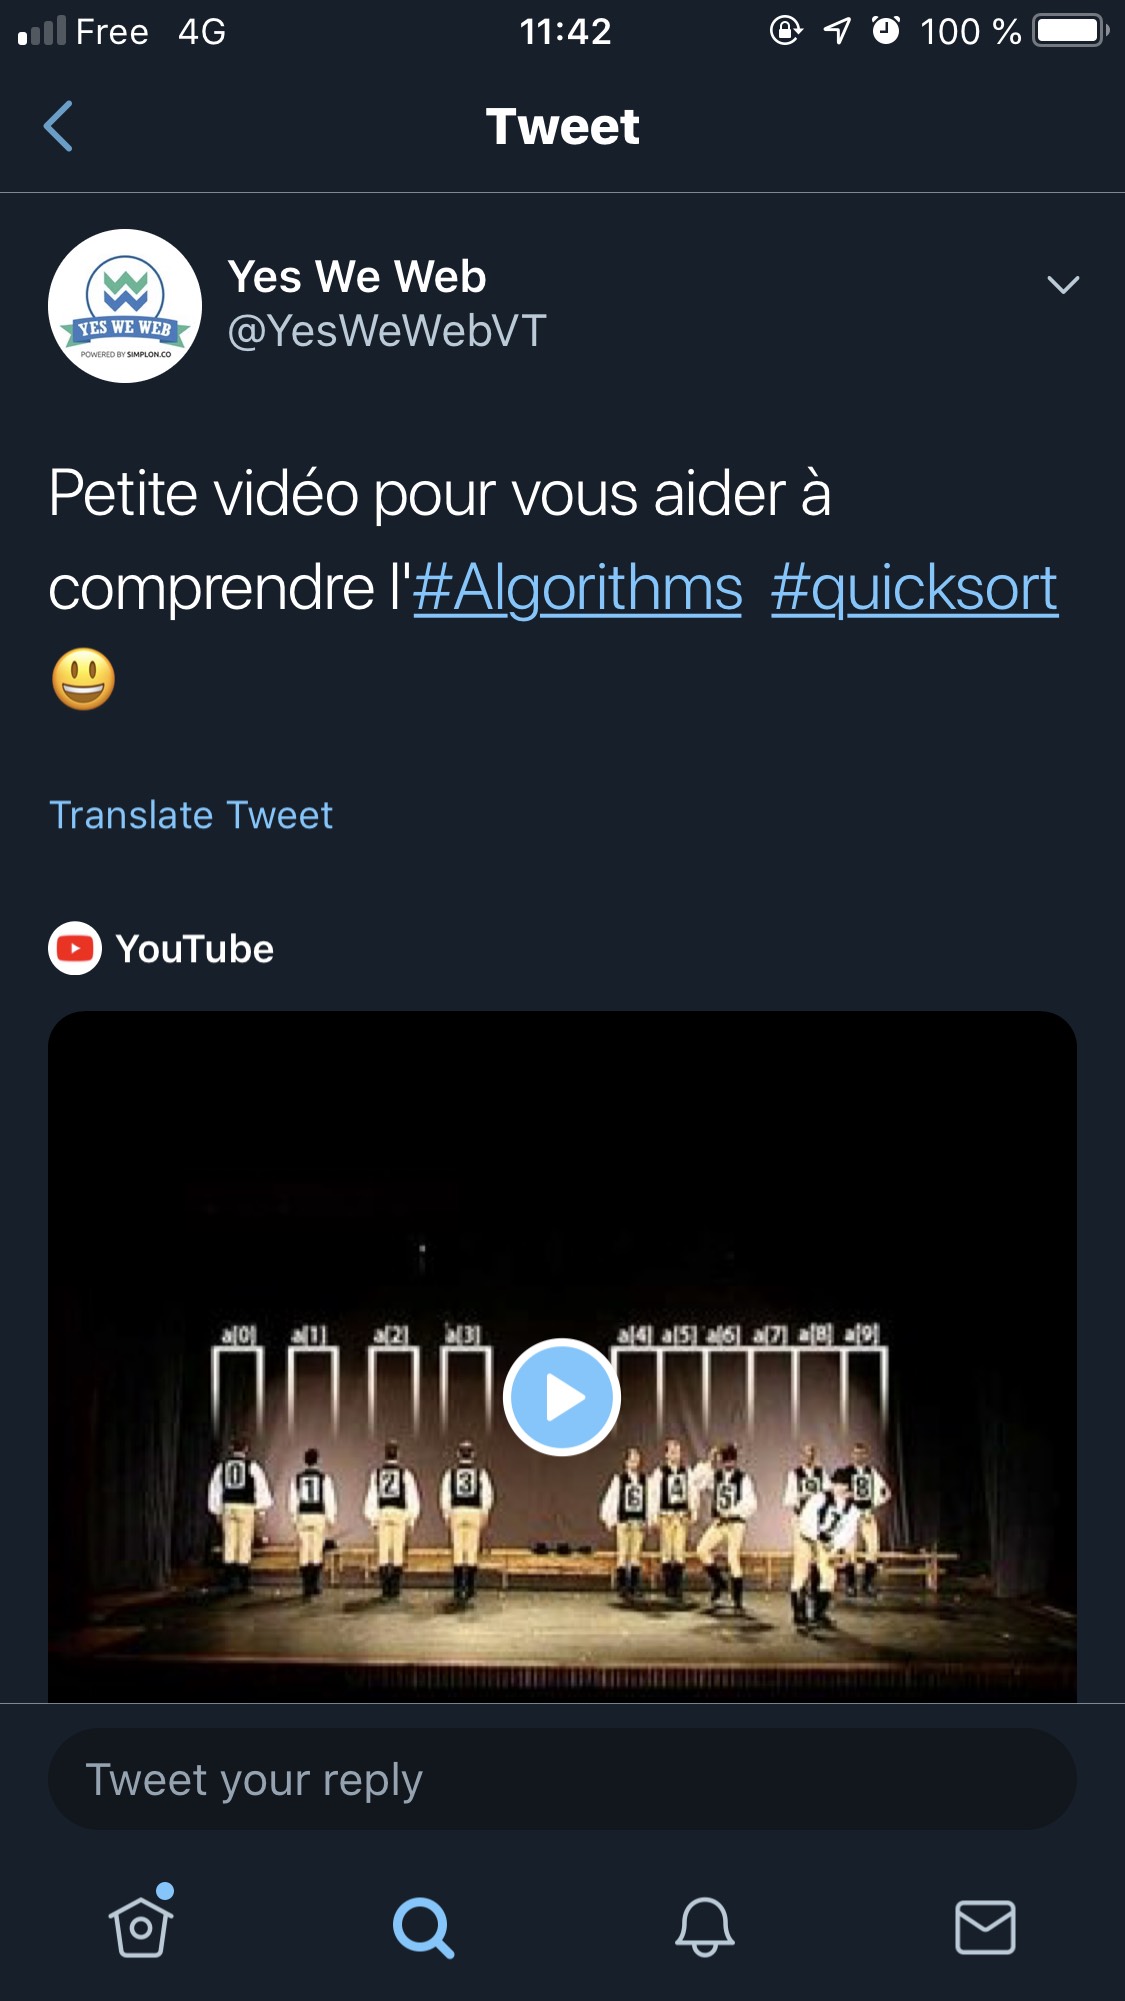 Free 4G 11:42 100 %
Tweet
YES WE WEB
POWERED BY SIMPLON.CO
Yes We Web
@YesWeWebVT
Petite vidéo pour vous aider à
comprendre l'#Algorithms #quicksort
😃
Translate Tweet
YouTube
a[0] a[1] a[2] a[3] a[4] a[5] a[6] a[7] a[8] a[9]
0 1 2 3 6 4 5 9 7 8
Tweet your reply